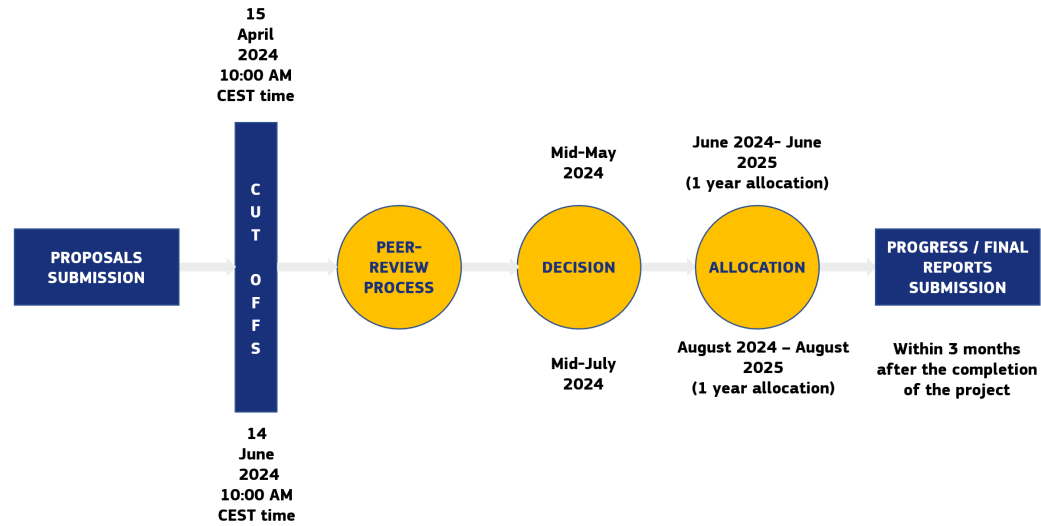 15
April
2024
10:00 AM
CEST time
PROPOSALS
SUBMISSION
C
U
T
O
F
F
S
14
June
2024
10:00 AM
CEST time
PEER-
REVIEW
PROCESS
Mid-May
2024
DECISION
Mid-July
2024
June 2024- June
2025
(1 year allocation)
ALLOCATION
August 2024 – August
2025
(1 year allocation)
PROGRESS / FINAL
REPORTS
SUBMISSION
Within 3 months
after the completion
of the project